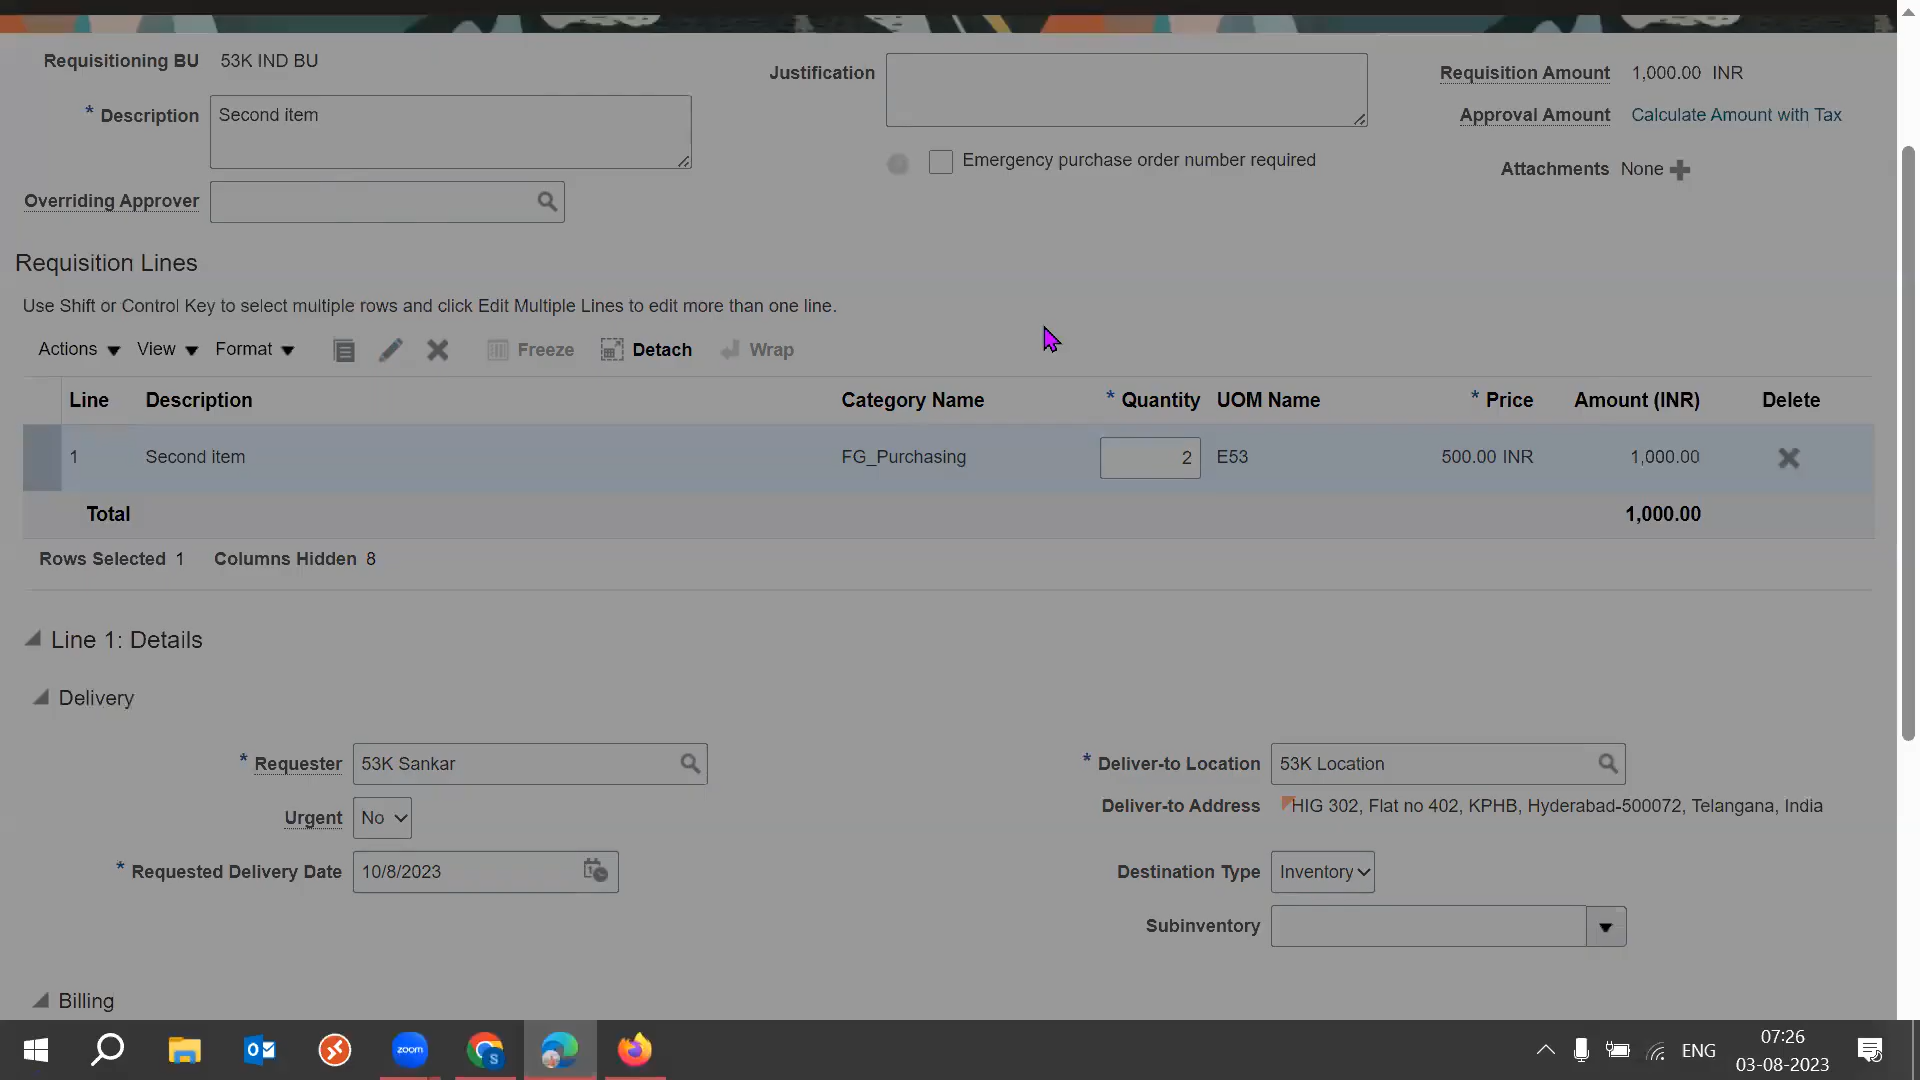 Requisitioning BU 53K IND BU
* Description Second item
Overriding Approver
Justification
Emergency purchase order number required
Requisition Amount 1,000.00 INR
Approval Amount Calculate Amount with Tax
Attachments None
Requisition Lines
Use Shift or Control Key to select multiple rows and click Edit Multiple Lines to edit more than one line.
Actions View Format Freeze Detach Wrap
Line Description Category Name * Quantity UOM Name * Price Amount (INR) Delete
1 Second item FG_Purchasing 2 E53 500.00 INR 1,000.00
Total 1,000.00
Rows Selected 1 Columns Hidden 8
Line 1: Details
Delivery
* Requester 53K Sankar
Urgent No
* Requested Delivery Date 10/8/2023
* Deliver-to Location 53K Location
Deliver-to Address HIG 302, Flat no 402, KPHB, Hyderabad-500072, Telangana, India
Destination Type Inventory
Subinventory
Billing
zoom
S
ENG
07:26
03-08-2023